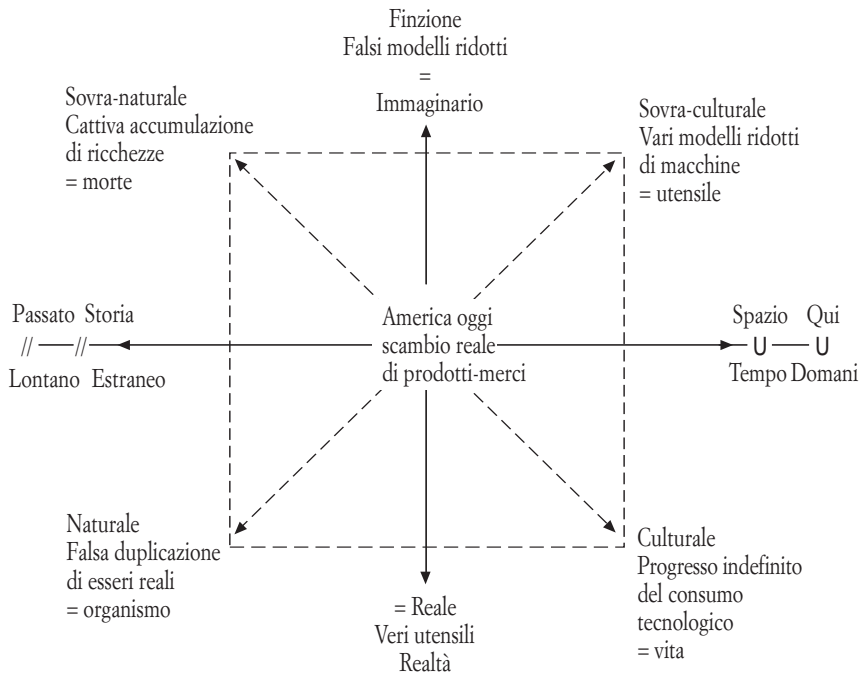 Finzione
Falsi modelli ridotti
=
Immaginario
Sovra-naturale
Cattiva accumulazione
di ricchezze
= morte
Sovra-culturale
Vari modelli ridotti
di macchine
= utensile
Passato Storia
// //
Lontano Estraneo
America oggi
scambio reale
di prodotti-merci
Spazio Qui
U U
Tempo Domani
Naturale
Falsa duplicazione
di esseri reali
= organismo
= Reale
Veri utensili
Realtà
Culturale
Progresso indefinito
del consumo
tecnologico
= vita